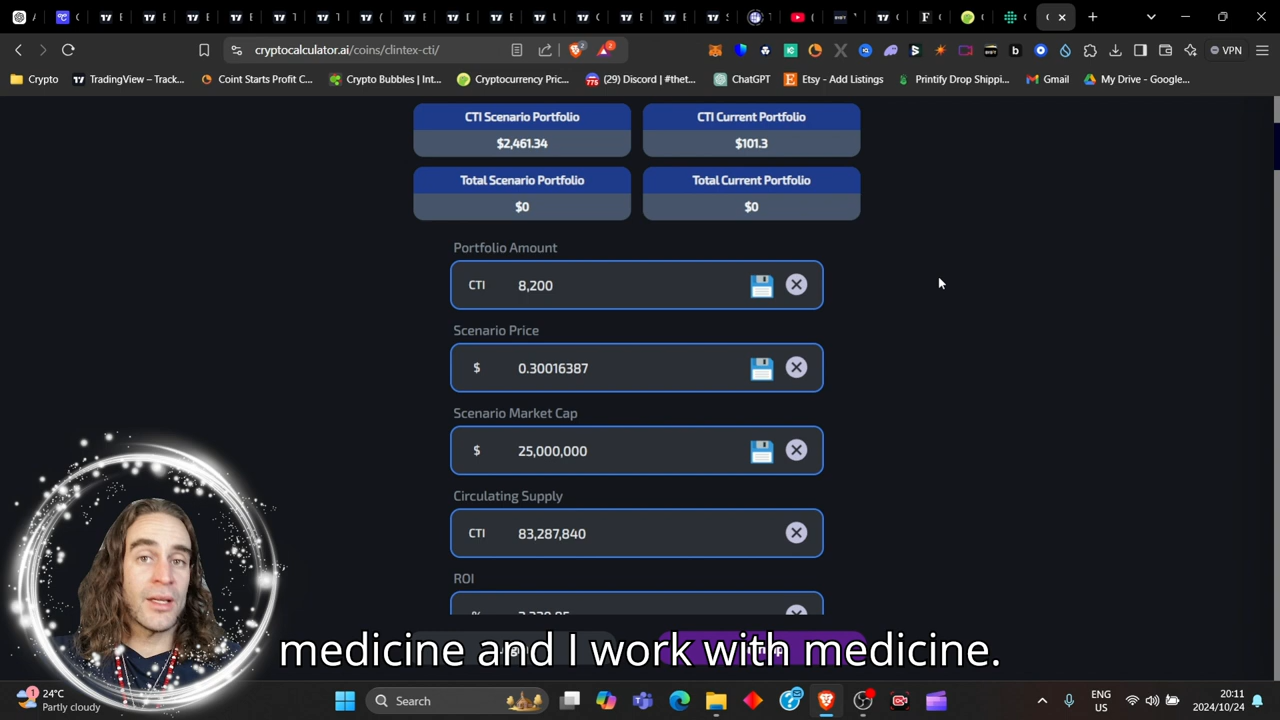 cryptocalculator.ai/coins/clintex-cti/
VPN
Crypto
TradingView – Track...
Coint Starts Profit C...
Crypto Bubbles | Int...
Cryptocurrency Pric...
(29) Discord | #thet...
ChatGPT
Etsy - Add Listings
Printify Drop Shippi...
Gmail
My Drive - Google...
CTI Scenario Portfolio
$2,461.34
CTI Current Portfolio
$101.3
Total Scenario Portfolio
$0
Total Current Portfolio
$0
Portfolio Amount
CTI 8,200
Scenario Price
$ 0.30016387
Scenario Market Cap
$ 25,000,000
Circulating Supply
CTI 83,287,840
ROI
medicine and I work with medicine.
24°C
Partly cloudy
Search
ENG
US
20:11
2024/10/24